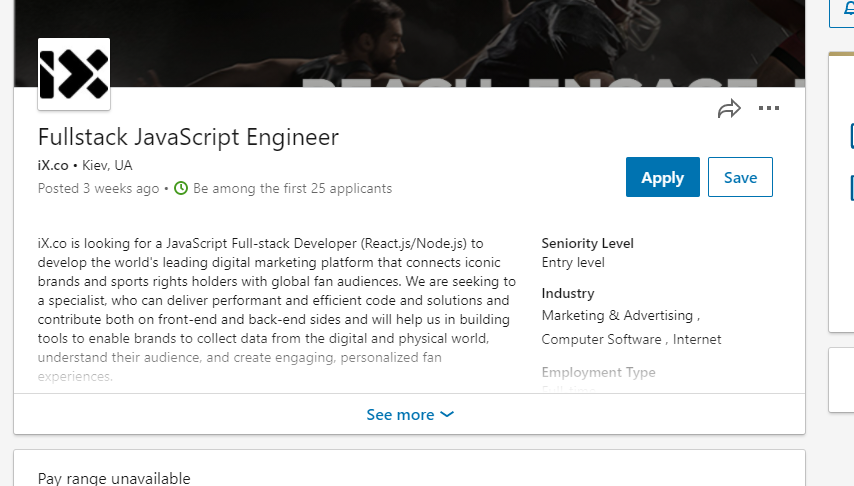 iX
REACH ENGAGE
Fullstack JavaScript Engineer
iX.co • Kiev, UA
Posted 3 weeks ago • Be among the first 25 applicants
Apply
Save
iX.co is looking for a JavaScript Full-stack Developer (React.js/Node.js) to
develop the world's leading digital marketing platform that connects iconic
brands and sports rights holders with global fan audiences. We are seeking to
a specialist, who can deliver performant and efficient code and solutions and
contribute both on front-end and back-end sides and will help us in building
tools to enable brands to collect data from the digital and physical world,
understand their audience, and create engaging, personalized fan
experiences.
Seniority Level
Entry level
Industry
Marketing & Advertising ,
Computer Software , Internet
Employment Type
Full-time
See more
Pay range unavailable